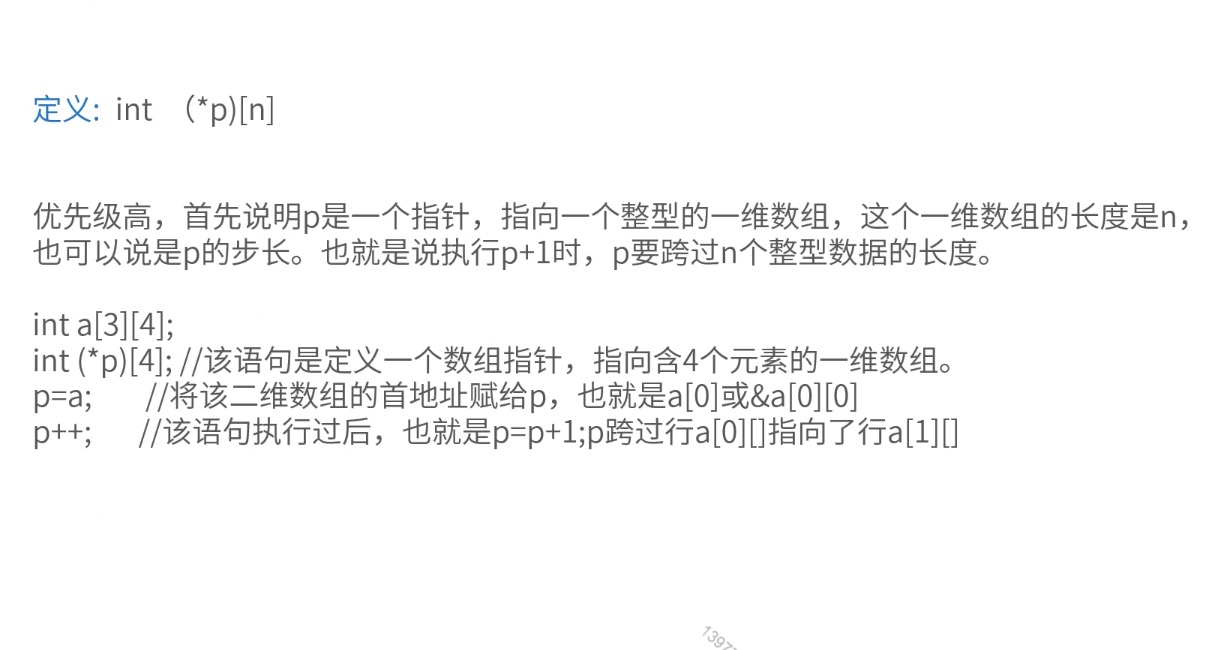 定义: int （*p)[n]
优先级高，首先说明p是一个指针，指向一个整型的一维数组，这个一维数组的长度是n，
也可以说是p的步长。也就是说执行p+1时，p要跨过n个整型数据的长度。
int a[3][4];
int (*p)[4]; //该语句是定义一个数组指针，指向含4个元素的一维数组。
p=a; //将该二维数组的首地址赋给p，也就是a[0]或&a[0][0]
p++; //该语句执行过后，也就是p=p+1;p跨过行a[0][]指向了行a[1][]